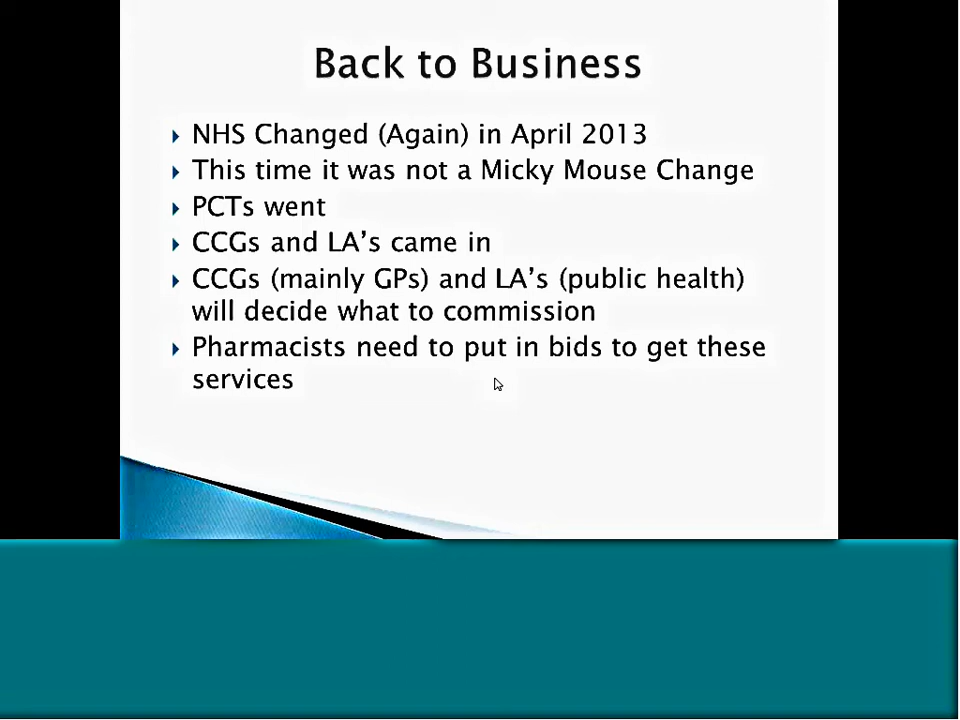 Back to Business
NHS Changed (Again) in April 2013
This time it was not a Micky Mouse Change
PCTs went
CCGs and LA’s came in
CCGs (mainly GPs) and LA’s (public health)
will decide what to commission
Pharmacists need to put in bids to get these
services